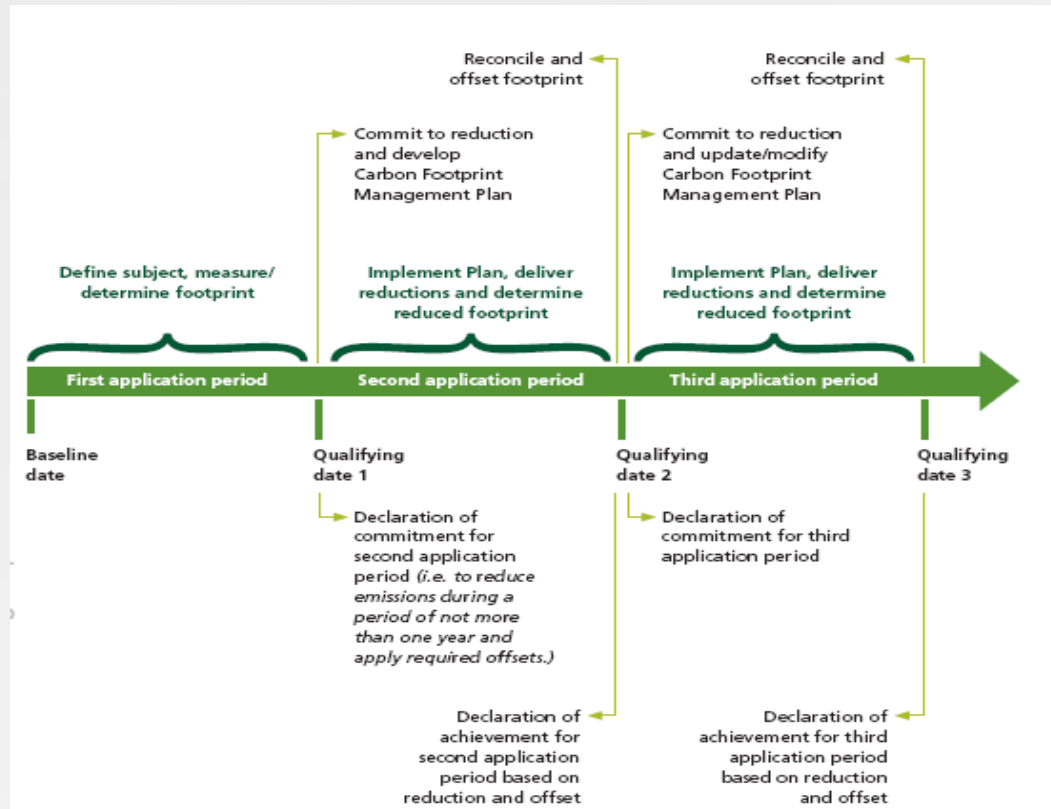 Reconcile and
offset footprint
Reconcile and
offset footprint
Commit to reduction
and develop
Carbon Footprint
Management Plan
Commit to reduction
and update/modify
Carbon Footprint
Management Plan
Define subject, measure/
determine footprint
Implement Plan, deliver
reductions and determine
reduced footprint
Implement Plan, deliver
reductions and determine
reduced footprint
First application period
Second application period
Third application period
Baseline
date
Qualifying
date 1
Qualifying
date 2
Qualifying
date 3
Declaration of
commitment for
second application
period (i.e. to reduce
emissions during a
period of not more
than one year and
apply required offsets.)
Declaration of
commitment for third
application period
Declaration of
achievement for
second application
period based on
reduction and offset
Declaration of
achievement for third
application period
based on reduction
and offset